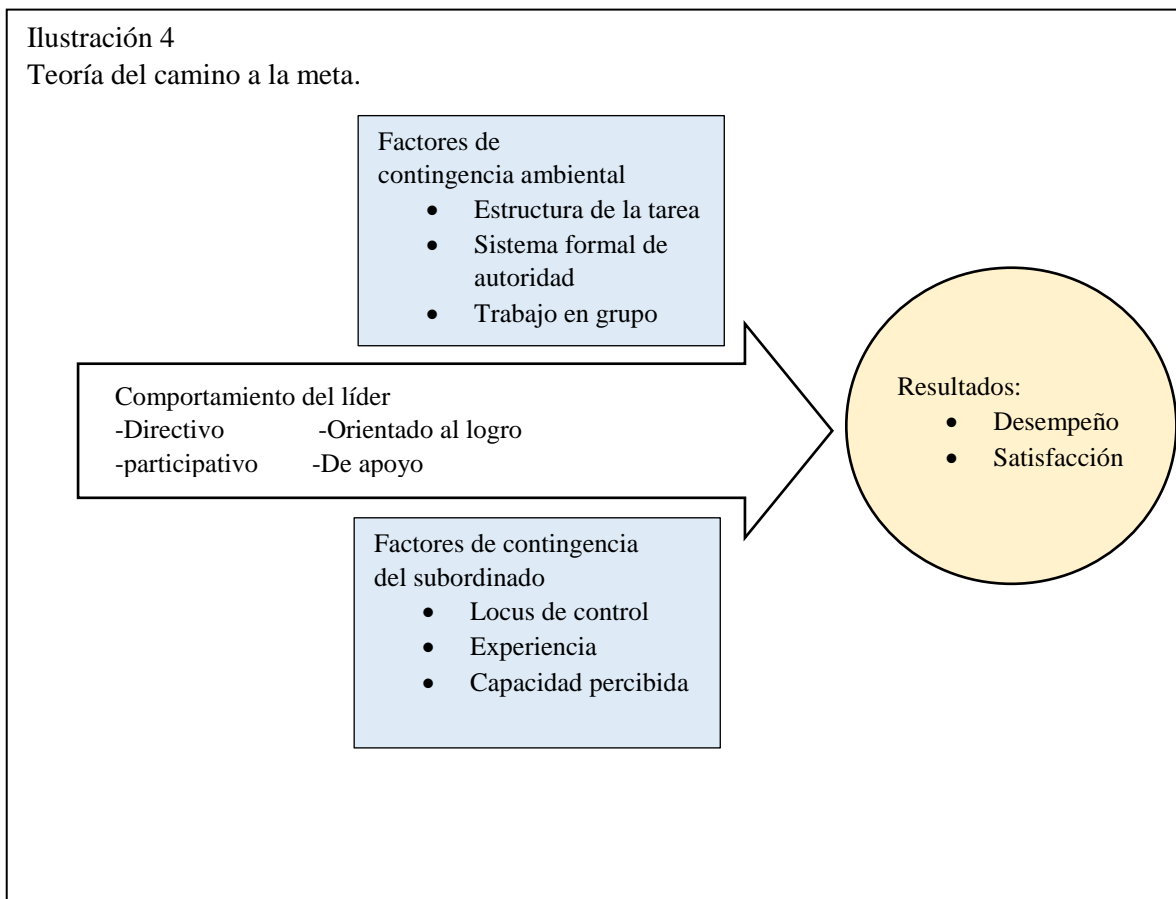 Ilustración 4
Teoría del camino a la meta.
Factores de
contingencia ambiental
• Estructura de la tarea
• Sistema formal de
autoridad
• Trabajo en grupo
Comportamiento del líder
-Directivo -Orientado al logro
-participativo -De apoyo
Resultados:
• Desempeño
• Satisfacción
Factores de contingencia
del subordinado
• Locus de control
• Experiencia
• Capacidad percibida